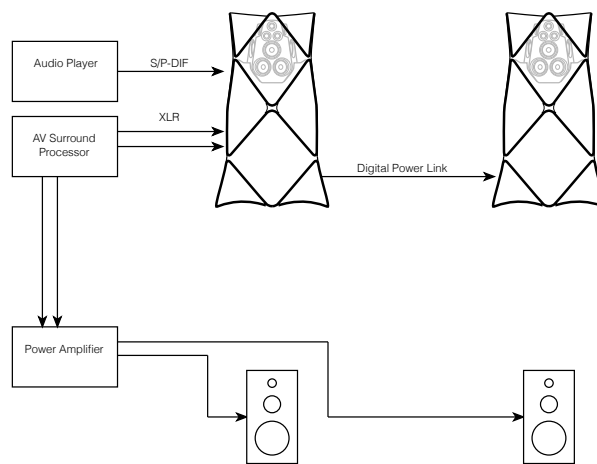 Audio Player
S/P-DIF
XLR
AV Surround
Processor
Digital Power Link
Power Amplifier